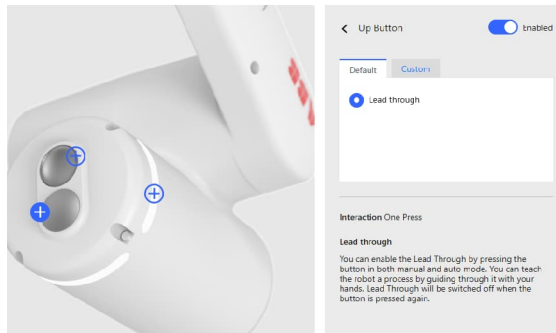 Up Button
Enabled
Default
Custom
Lead through
Interaction One Press
Lead through
You can enable the Lead Through by pressing the
button in both manual and auto mode. You can teach
the robot a process by guiding through it with your
hands. Lead Through will be switched off when the
button is pressed again.